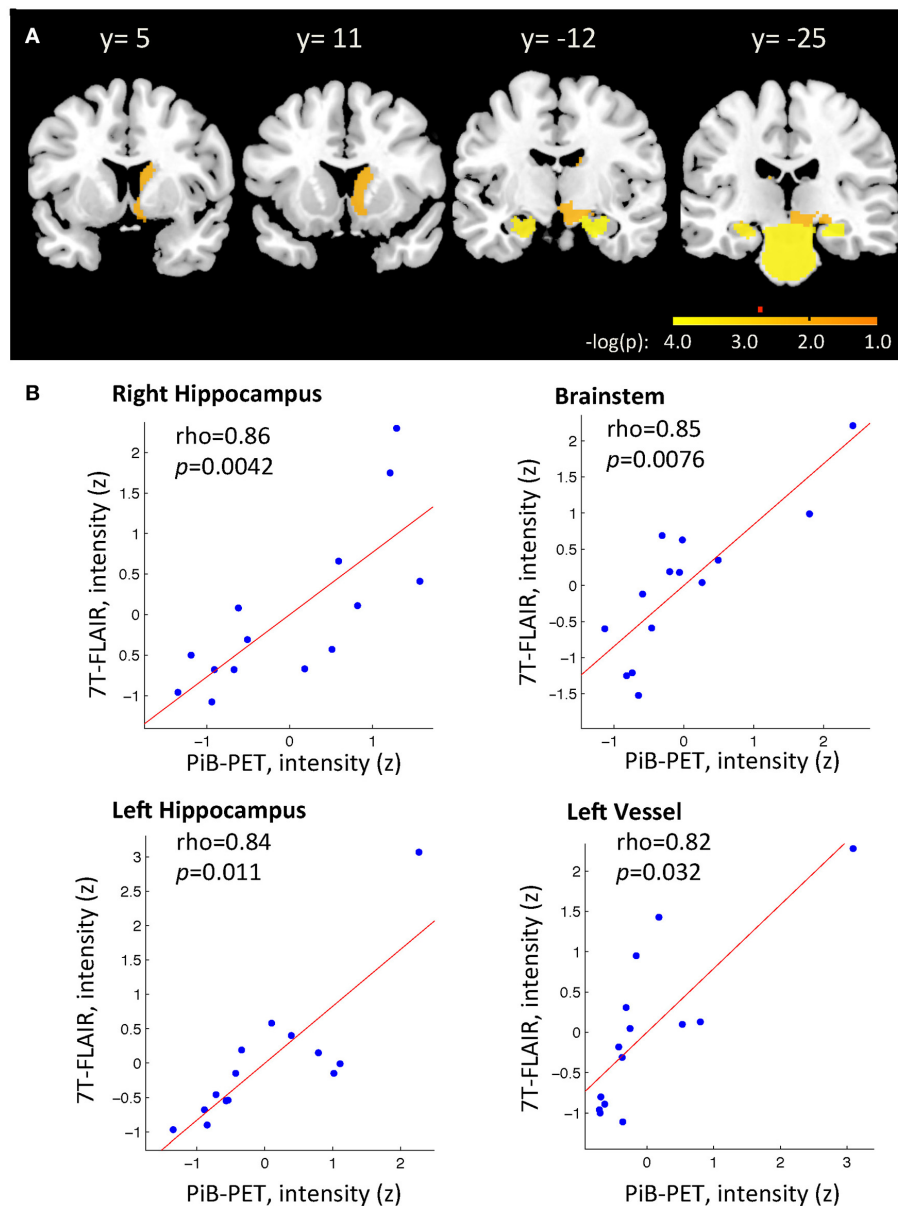 A
y= 5 y= 11 y= -12 y= -25
-log(p): 4.0 3.0 2.0 1.0
B
Right Hippocampus
rho=0.86
p=0.0042
2
1.5
1
0.5
0
0.5
−1
−1 0 1
7T-FLAIR, intensity (z)
PiB-PET, intensity (z)
Brainstem
rho=0.85
p=0.0076
2
1.5
1
0.5
0
-0.5
−1
−1.5
−1 0 1 2
7T-FLAIR, intensity (z)
PiB-PET, intensity (z)
Left Hippocampus
rho=0.84
p=0.011
3
2.5
2
1.5
1
0.5
0
-0.5
−1
−1 0 1 2
7T-FLAIR, intensity (z)
PiB-PET, intensity (z)
Left Vessel
rho=0.82
p=0.032
2
1.5
1
0.5
0
−0.5
−1
0 1 2 3
7T-FLAIR, intensity (z)
PiB-PET, intensity (z)